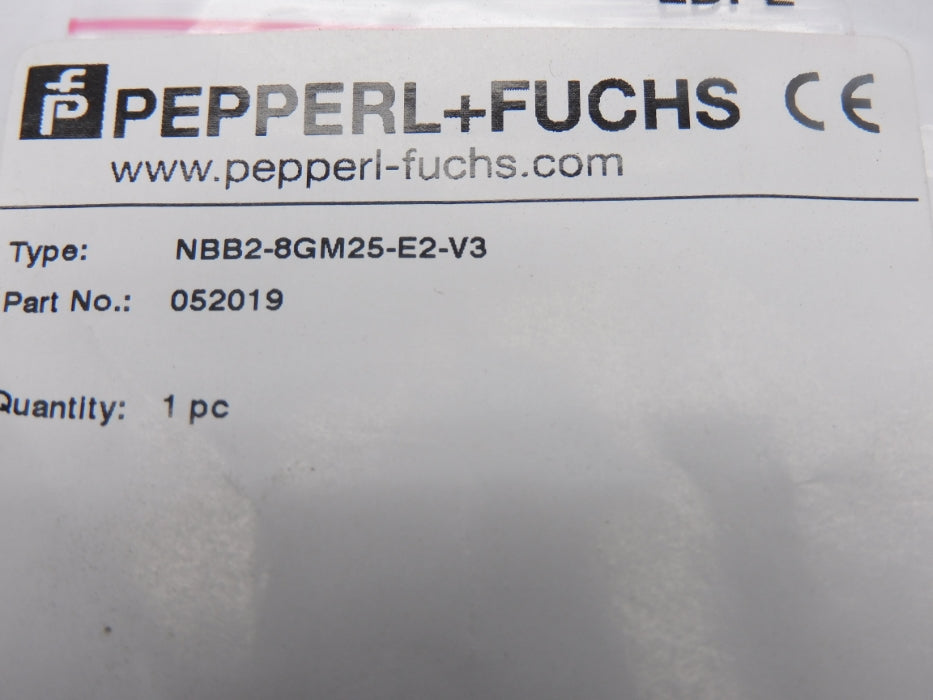 PEPPERL+FUCHS CE
www.pepperl-fuchs.com
Type: NBB2-8GM25-E2-V3
Part No.: 052019
Quantity: 1 pc